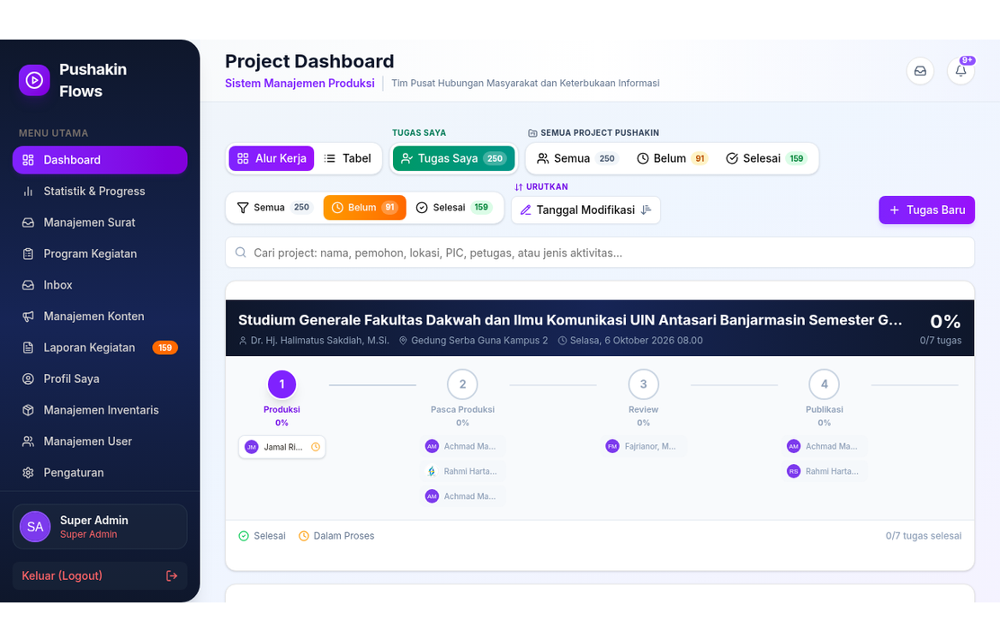 Pushakin
Flows
MENU UTAMA
Dashboard
Statistik & Progress
Manajemen Surat
Program Kegiatan
Inbox
Manajemen Konten
Laporan Kegiatan 159
Profil Saya
Manajemen Inventaris
Manajemen User
Pengaturan
SA
Super Admin
Super Admin
Keluar (Logout)
Project Dashboard
Sistem Manajemen Produksi
Tim Pusat Hubungan Masyarakat dan Keterbukaan Informasi
9+
TUGAS SAYA
SEMUA PROJECT PUSHAKIN
Alur Kerja Tabel
Tugas Saya 250
Semua 250 Belum 91 Selesai 159
Semua 250 Belum 91 Selesai 159
URUTKAN
Tanggal Modifikasi
+ Tugas Baru
Cari project: nama, pemohon, lokasi, PIC, petugas, atau jenis aktivitas...
Studium Generale Fakultas Dakwah dan Ilmu Komunikasi UIN Antasari Banjarmasin Semester G... 0%
Dr. Hj. Halimatus Sakdiah, M.SI. Gedung Serba Guna Kampus 2 Selasa, 6 Oktober 2026 08.00 0/7 tugas
1 2 3 4
Produksi Pasca Produksi Review Publikasi
0% 0% 0% 0%
JM Jamal Ri... AM Achmad Ma... FM Fajrianor, M... AM Achmad Ma...
Rahmi Harta... RS Rahmi Harta...
AM Achmad Ma...
Selesai Dalam Proses 0/7 tugas selesai